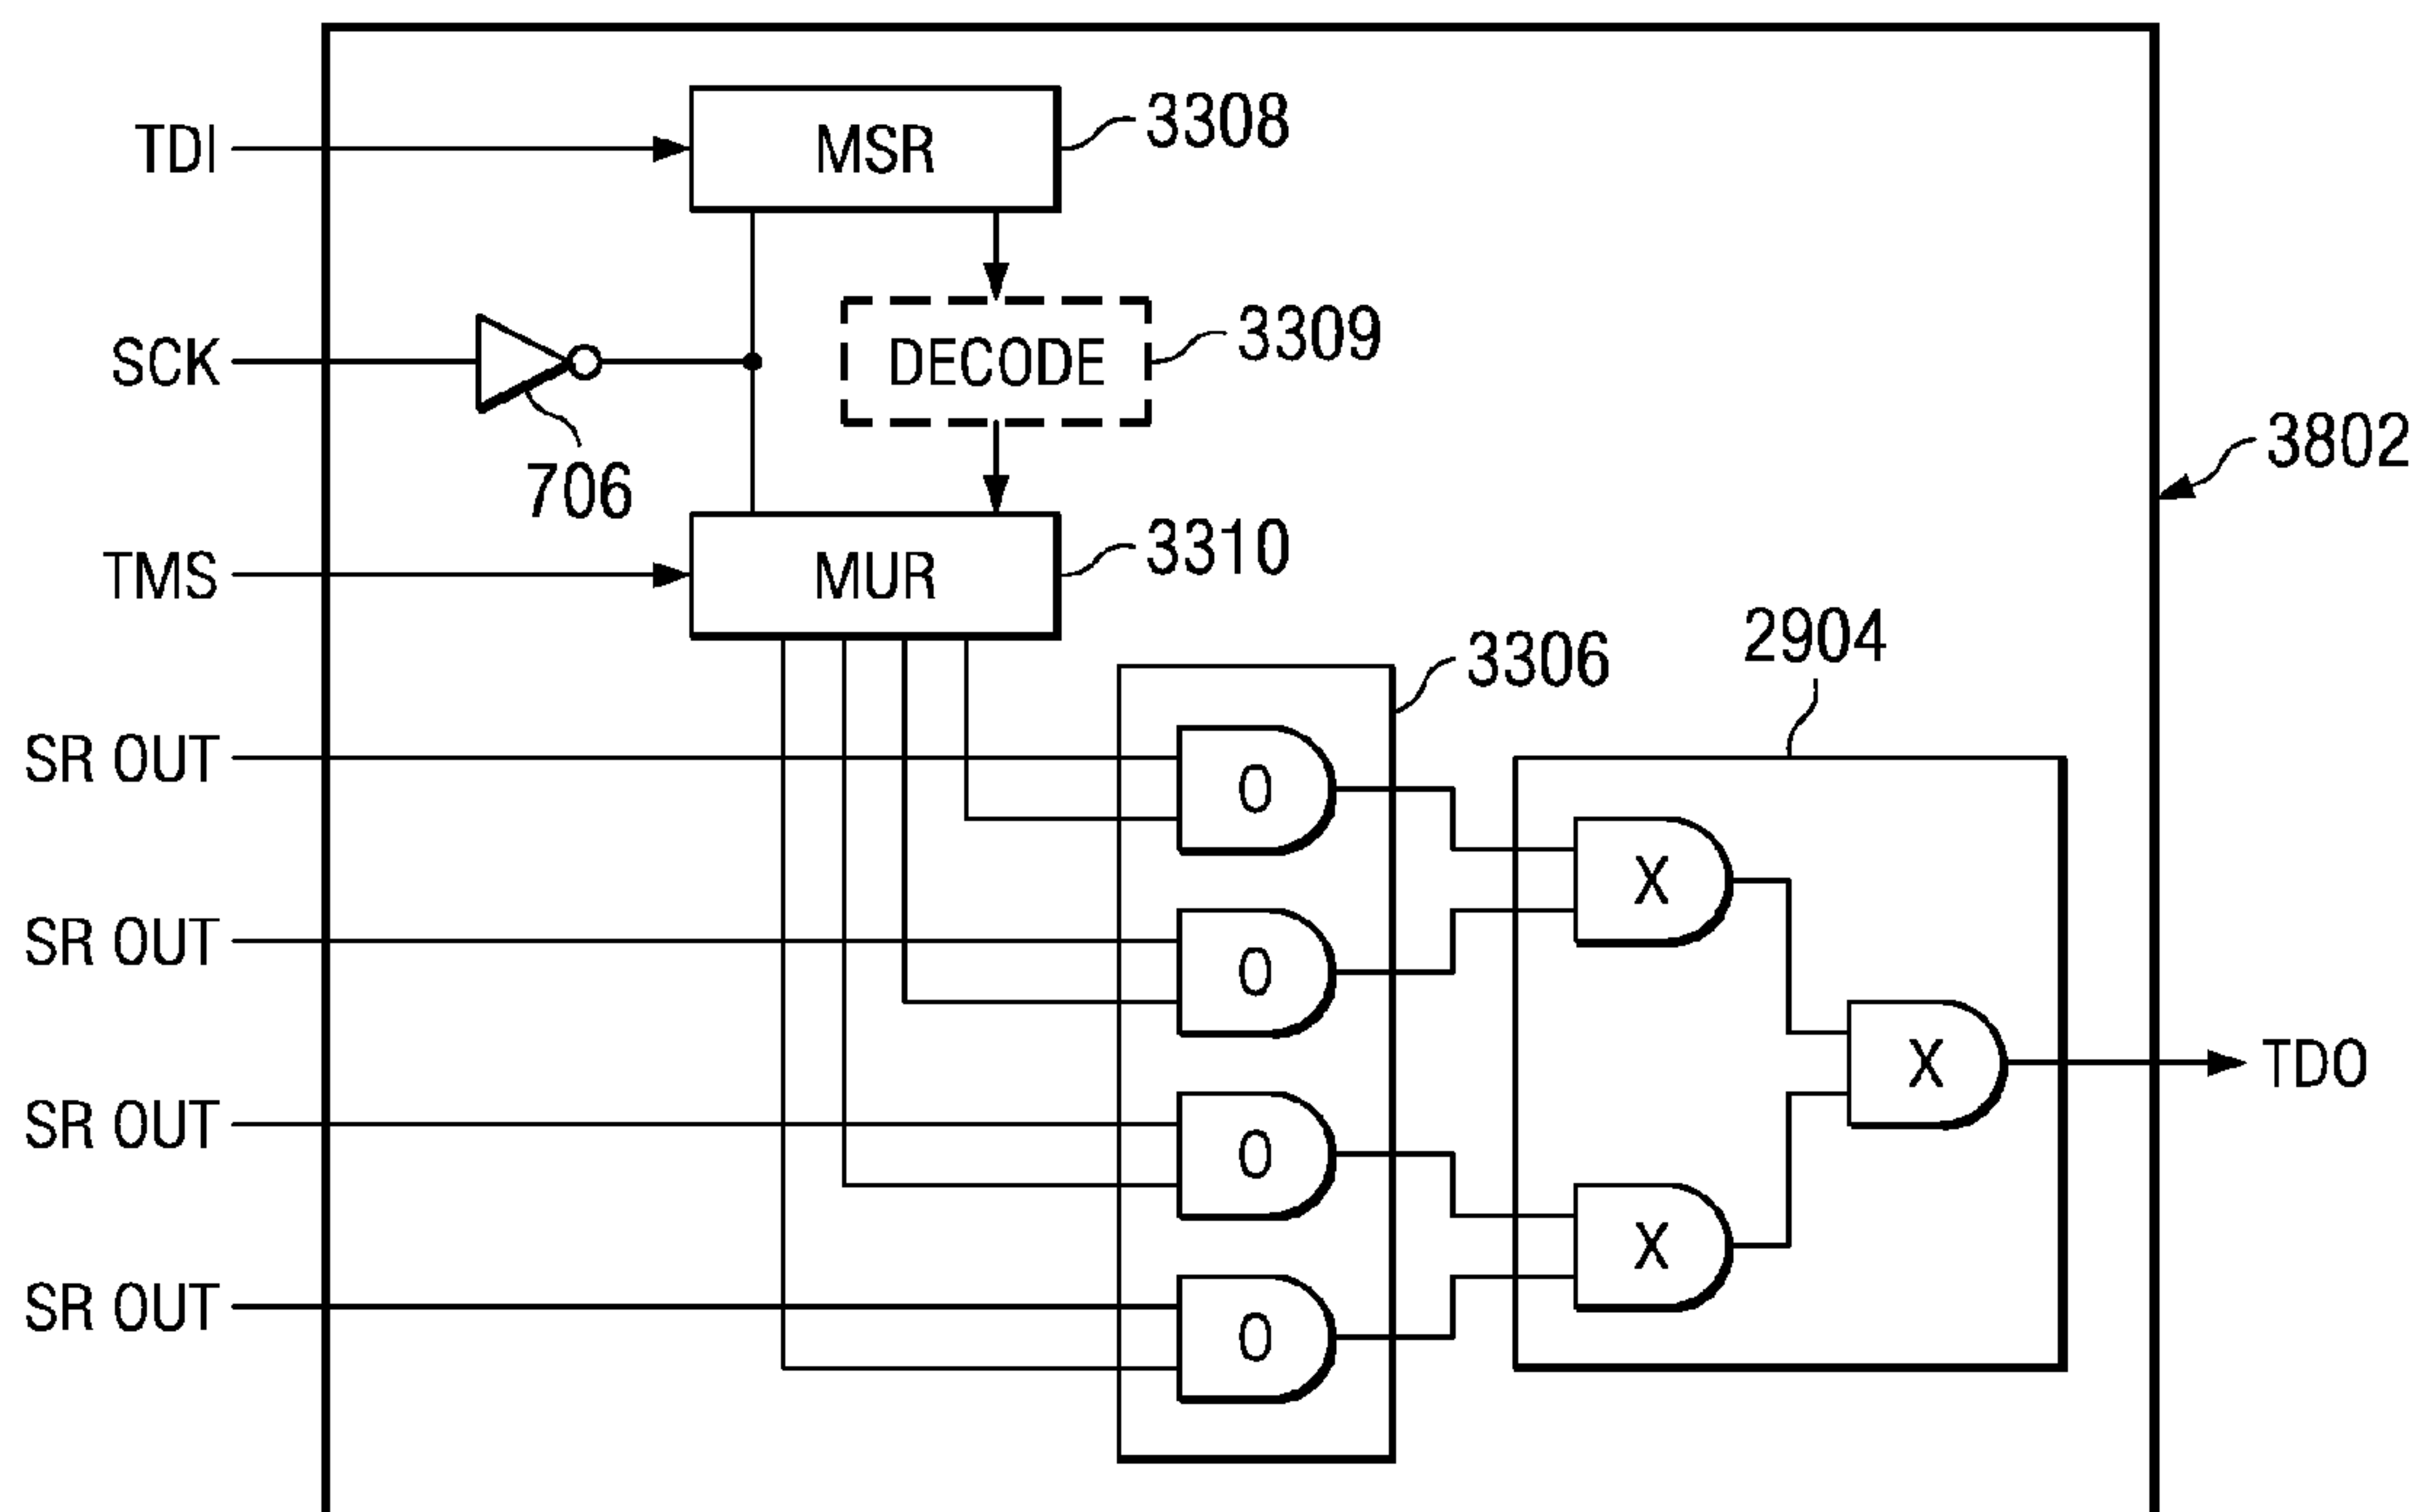 TDI
MSR
3308
SCK
706
DECODE
3309
3802
TMS
MUR
3310
3306
2904
SR OUT
O
X
SR OUT
O
X
TDO
SR OUT
O
X
SR OUT
O